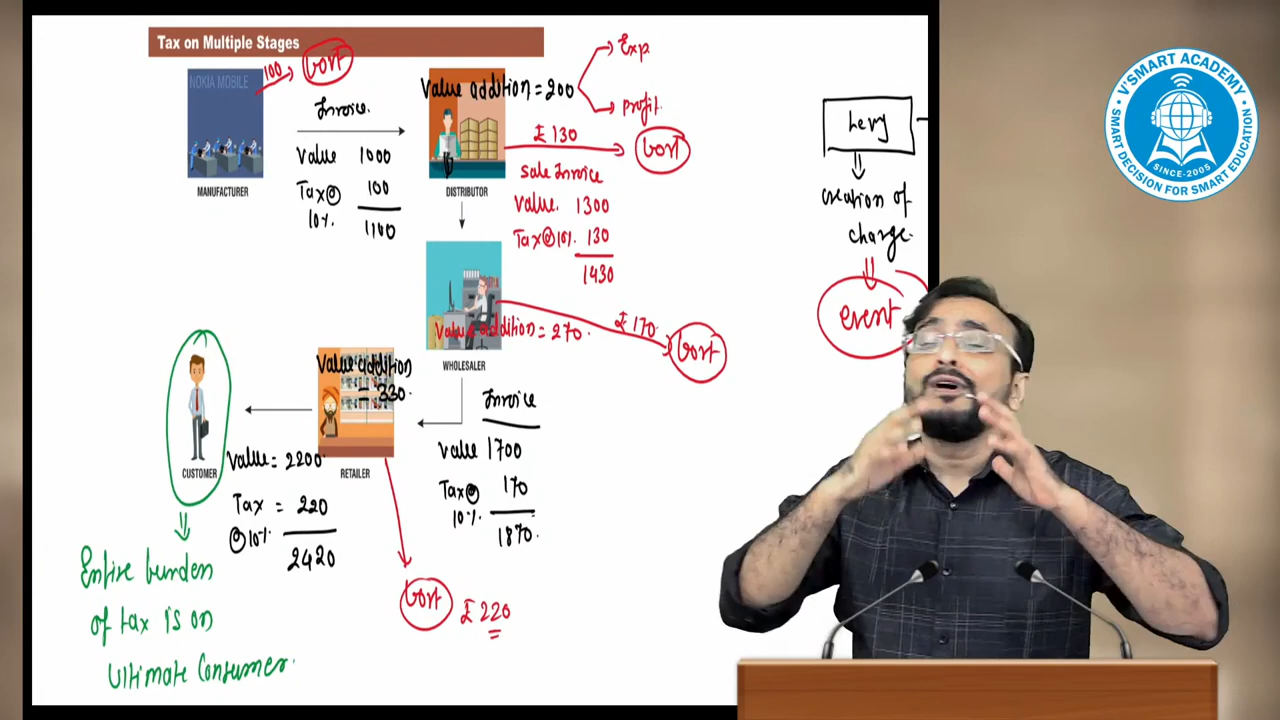 Tax on Multiple Stages
NOKIA MOBILE
100
Govt
MANUFACTURER
Invoice.
Value 1000
Tax@ 100
10%.
1100
Value addition = 200
Exp
profit.
DISTRIBUTOR
₤ 130
Govt
Sale Invoice
Value. 1300
Tax@10%. 130
1430
Value addition = 270.
₤ 170.
Govt
WHOLESALER
Invoice
Value 1700
Tax@ 170
10%.
1870.
Value addition
= 330.
RETAILER
Govt
₤ 220
CUSTOMER
Value = 2200
Tax = 220
@10%.
2420
Entire burden
of tax is on
Ultimate Consumer.
Levy
creation of
charge.
event
V'SMART ACADEMY
SINCE-2005
SMART DECISION FOR SMART EDUCATION